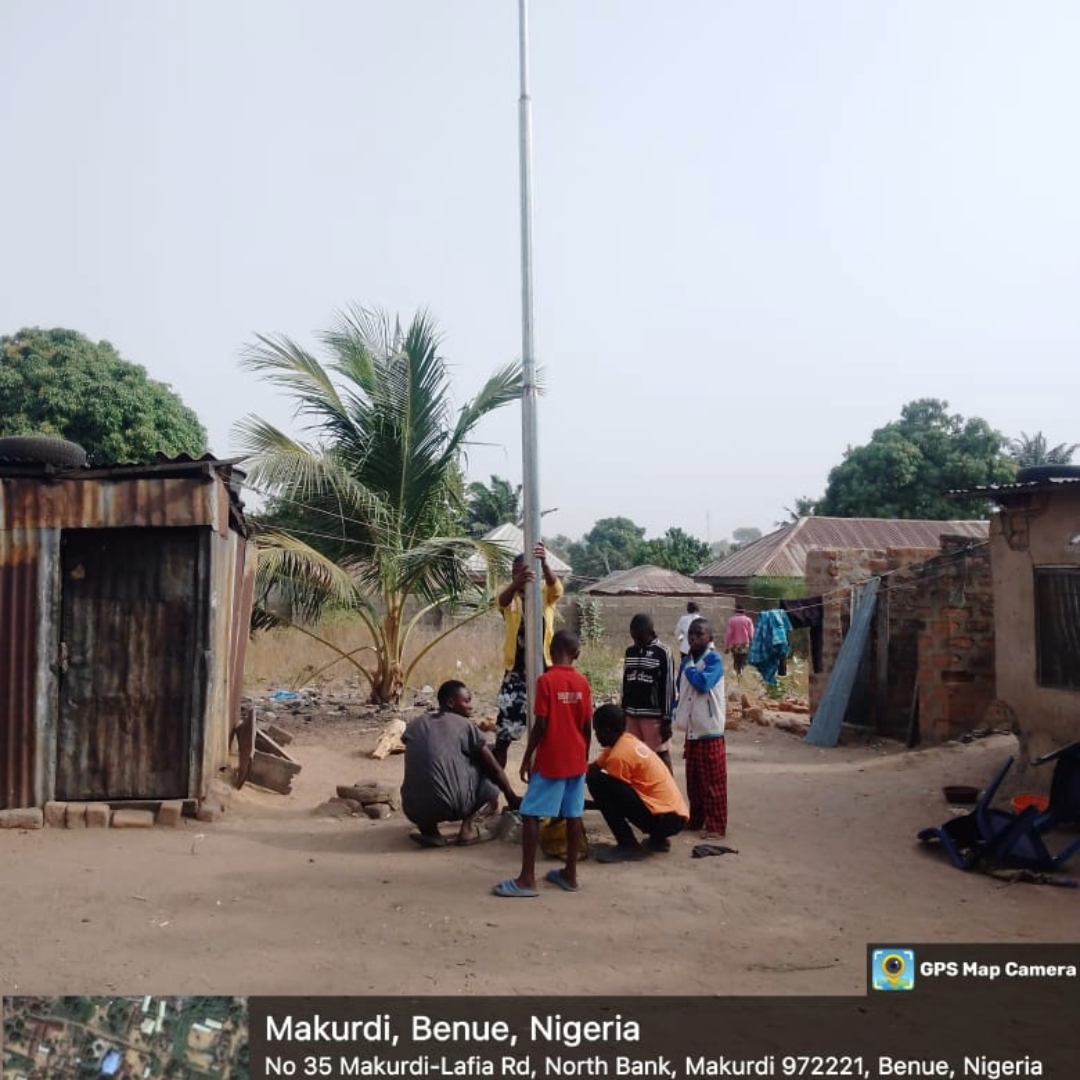 GPS Map Camera
Makurdi, Benue, Nigeria
No 35 Makurdi-Lafia Rd, North Bank, Makurdi 972221, Benue, Nigeria